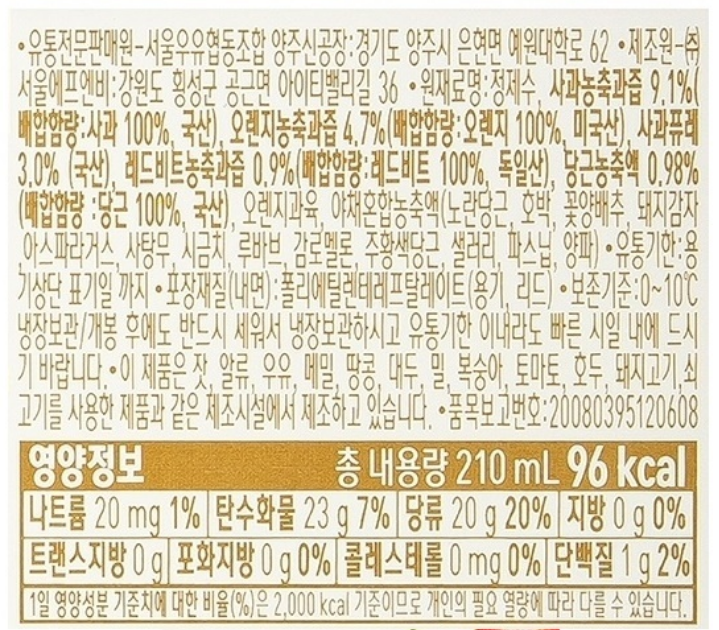 •유통전문판매원-서울우유협동조합 양주신공장:경기도 양주시 은현면 예원대학로 62 •제조원-㈜
서울에프엔비:강원도 횡성군 공근면 아이티밸리길 36 •원재료명:정제수, 사과농축과즙 9.1%(
배합함량:사과 100%, 국산), 오렌지농축과즙 4.7%(배합함량:오렌지 100%, 미국산), 사과퓨레
3.0% (국산), 레드비트농축과즙 0.9%(배합함량:레드비트 100%, 독일산), 당근농축액 0.98%
(배합함량 :당근 100%, 국산), 오렌지과육, 야채혼합농축액(노란당근, 호박, 꽃양배추, 돼지감자
,아스파라거스, 사탕무, 시금치, 루바브, 감로멜론, 주황색당근, 샐러리, 파스닙, 양파) •유통기한:용
기상단 표기일 까지 •포장재질(내면):폴리에틸렌테레프탈레이트(용기, 리드) •보존기준:0~10℃
냉장보관/개봉 후에도 반드시 세워서 냉장보관하시고 유통기한 이내라도 빠른 시일 내에 드시
기 바랍니다.•이 제품은 잣, 알류, 우유, 메밀, 땅콩, 대두, 밀, 복숭아, 토마토, 호두, 돼지고기,쇠
고기를 사용한 제품과 같은 제조시설에서 제조하고 있습니다. •품목보고번호:20080395120608
영양정보 총 내용량 210 mL 96 kcal
나트륨 20 mg 1% 탄수화물 23 g 7% 당류 20 g 20% 지방 0 g 0%
트랜스지방 0 g 포화지방 0 g 0% 콜레스테롤 0 mg 0% 단백질 1 g 2%
1일 영양성분 기준치에 대한 비율(%)은 2,000 kcal 기준이므로 개인의 필요 열량에 따라 다를 수 있습니다.